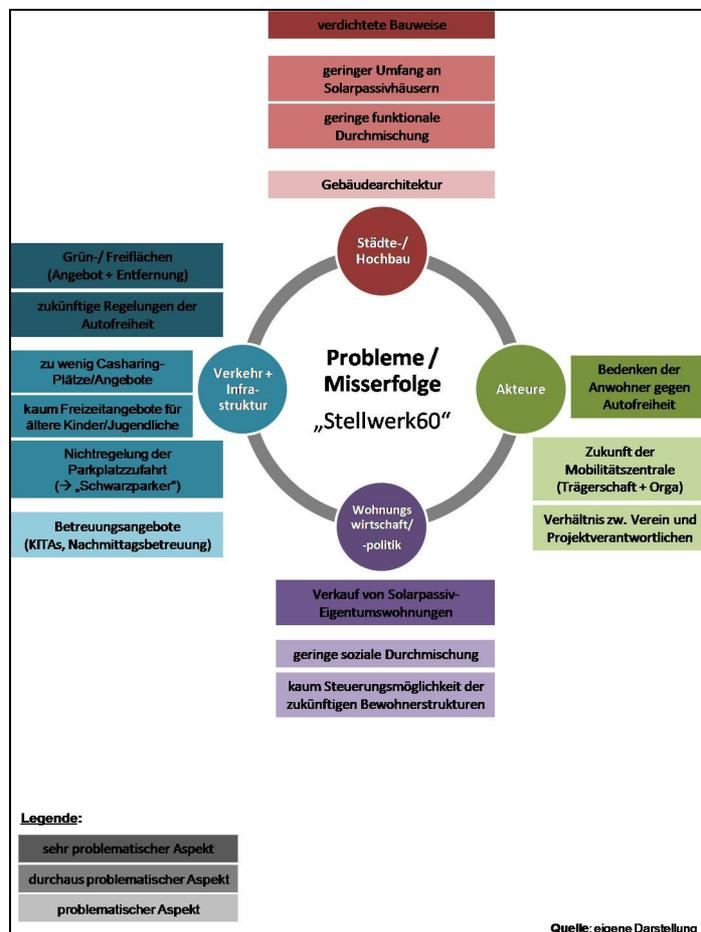 verdichtete Bauweise
geringer Umfang an
Solarpassivhäusern
geringe funktionale
Durchmischung
Gebäudearchitektur
Städte-/
Hochbau
Grün-/ Freiflächen
(Angebot + Entfernung)
zukünftige Regelungen der
Autofreiheit
zu wenig Casharing-
Plätze/Angebote
kaum Freizeitangebote für
ältere Kinder/Jugendliche
Nichtregelung der
Parkplatzzufahrt
(→ „Schwarzparker“)
Betreuungsangebote
(KITAs, Nachmittagsbetreuung)
Verkehr +
Infra-
struktur
Probleme /
Misserfolge
„Stellwerk60“
Akteure
Bedenken der
Anwohner gegen
Autofreiheit
Zukunft der
Mobilitätszentrale
(Trägerschaft + Orga)
Verhältnis zw. Verein und
Projektverantwortlichen
Wohnungs
wirtschaft/
-politik
Verkauf von Solarpassiv-
Eigentumswohnungen
geringe soziale Durchmischung
kaum Steuerungsmöglichkeit der
zukünftigen Bewohnerstrukturen
Legende:
sehr problematischer Aspekt
durchaus problematischer Aspekt
problematischer Aspekt
Quelle: eigene Darstellung